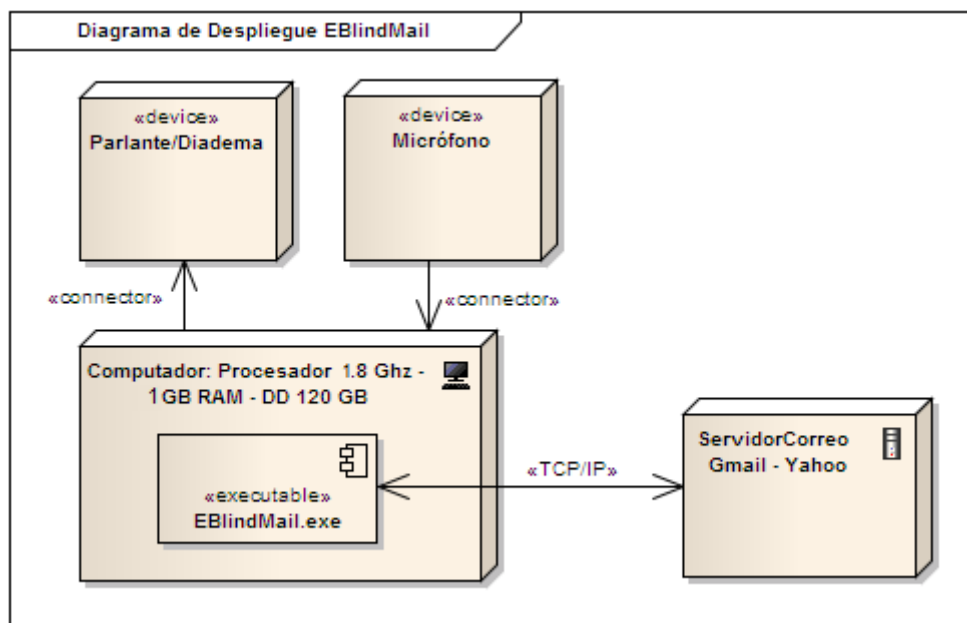 Diagrama de Despliegue EBlindMail
«device»
Parlante/Diadema
«device»
Micrófono
«connector»
«connector»
Computador: Procesador 1.8 Ghz -
1GB RAM - DD 120 GB
«executable»
EBlindMail.exe
«TCP/IP»
ServidorCorreo
Gmail - Yahoo